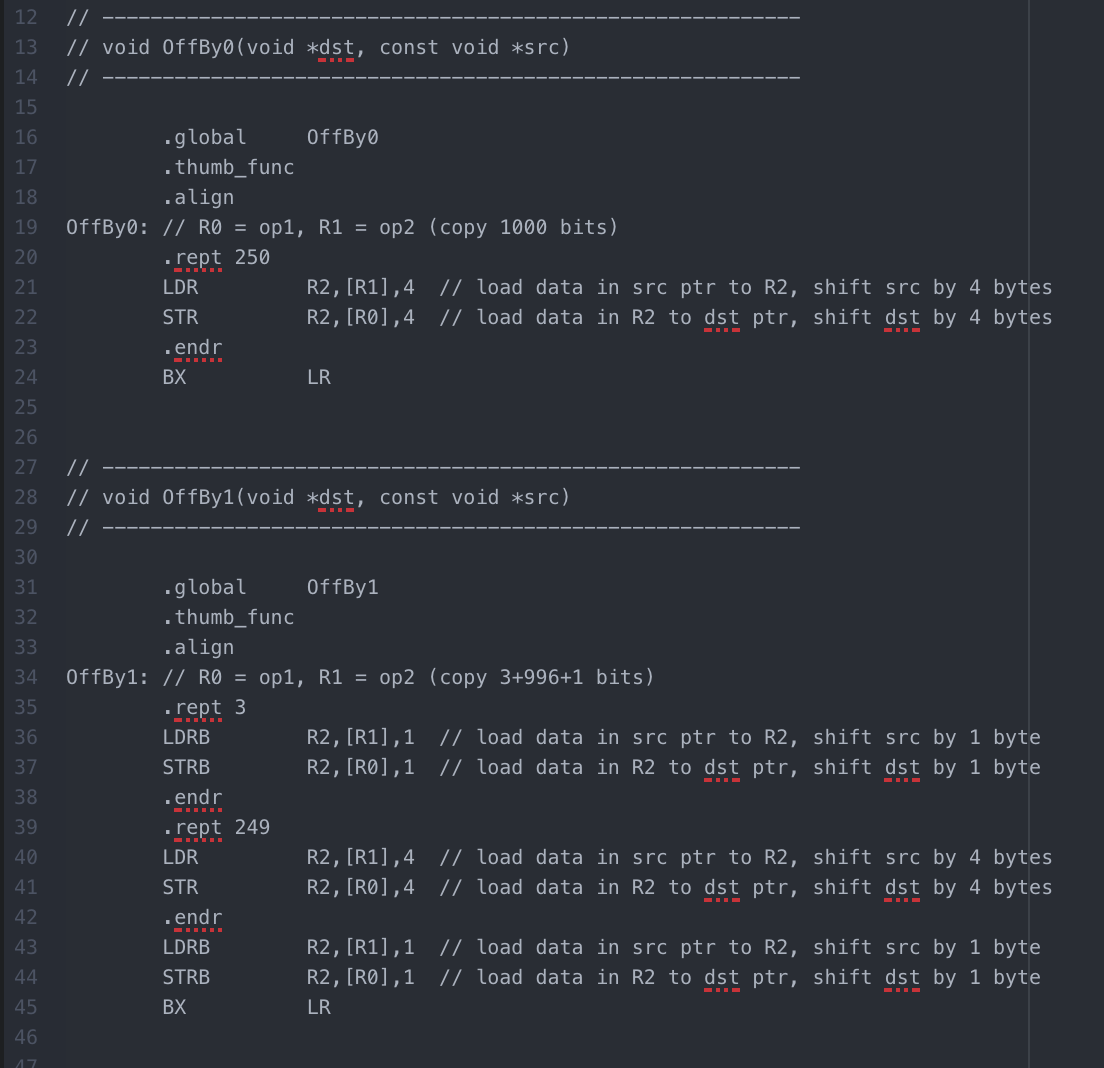 12 // ----------------------------------------------------------
13 // void OffBy0(void *dst, const void *src)
14 // ----------------------------------------------------------
15
16         .global     OffBy0
17         .thumb_func
18         .align
19 OffBy0: // R0 = op1, R1 = op2 (copy 1000 bits)
20         .rept 250
21         LDR         R2,[R1],4  // load data in src ptr to R2, shift src by 4 bytes
22         STR         R2,[R0],4  // load data in R2 to dst ptr, shift dst by 4 bytes
23         .endr
24         BX          LR
25
26
27 // ----------------------------------------------------------
28 // void OffBy1(void *dst, const void *src)
29 // ----------------------------------------------------------
30
31         .global     OffBy1
32         .thumb_func
33         .align
34 OffBy1: // R0 = op1, R1 = op2 (copy 3+996+1 bits)
35         .rept 3
36         LDRB        R2,[R1],1  // load data in src ptr to R2, shift src by 1 byte
37         STRB        R2,[R0],1  // load data in R2 to dst ptr, shift dst by 1 byte
38         .endr
39         .rept 249
40         LDR         R2,[R1],4  // load data in src ptr to R2, shift src by 4 bytes
41         STR         R2,[R0],4  // load data in R2 to dst ptr, shift dst by 4 bytes
42         .endr
43         LDRB        R2,[R1],1  // load data in src ptr to R2, shift src by 1 byte
44         STRB        R2,[R0],1  // load data in R2 to dst ptr, shift dst by 1 byte
45         BX          LR
46
47